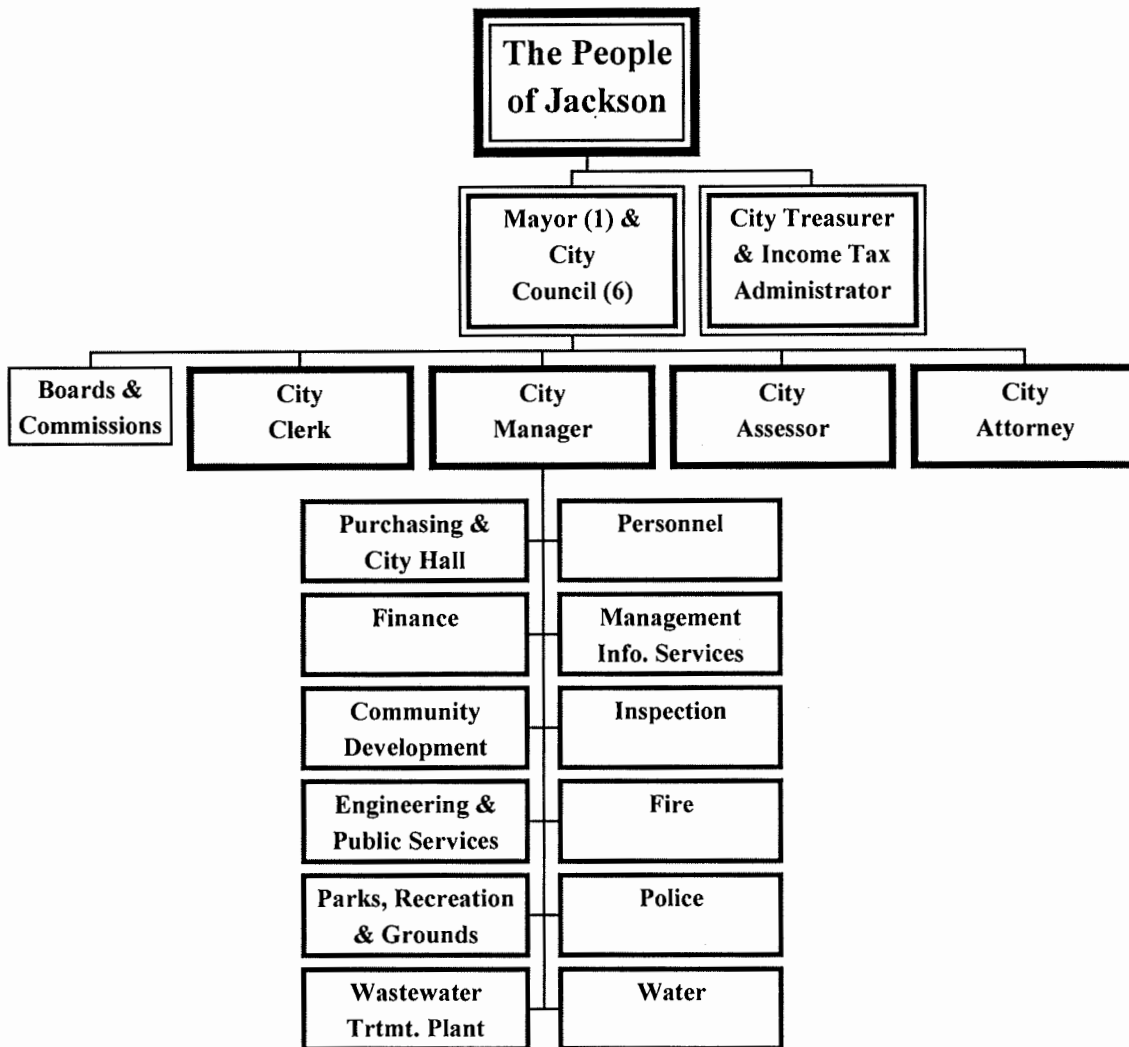 The People
of Jackson
Mayor (1) &
City
Council (6)
City Treasurer
& Income Tax
Administrator
Boards &
Commissions
City
Clerk
City
Manager
City
Assessor
City
Attorney
Purchasing &
City Hall
Personnel
Finance
Management
Info. Services
Community
Development
Inspection
Engineering &
Public Services
Fire
Parks, Recreation
& Grounds
Police
Wastewater
Trtmt. Plant
Water